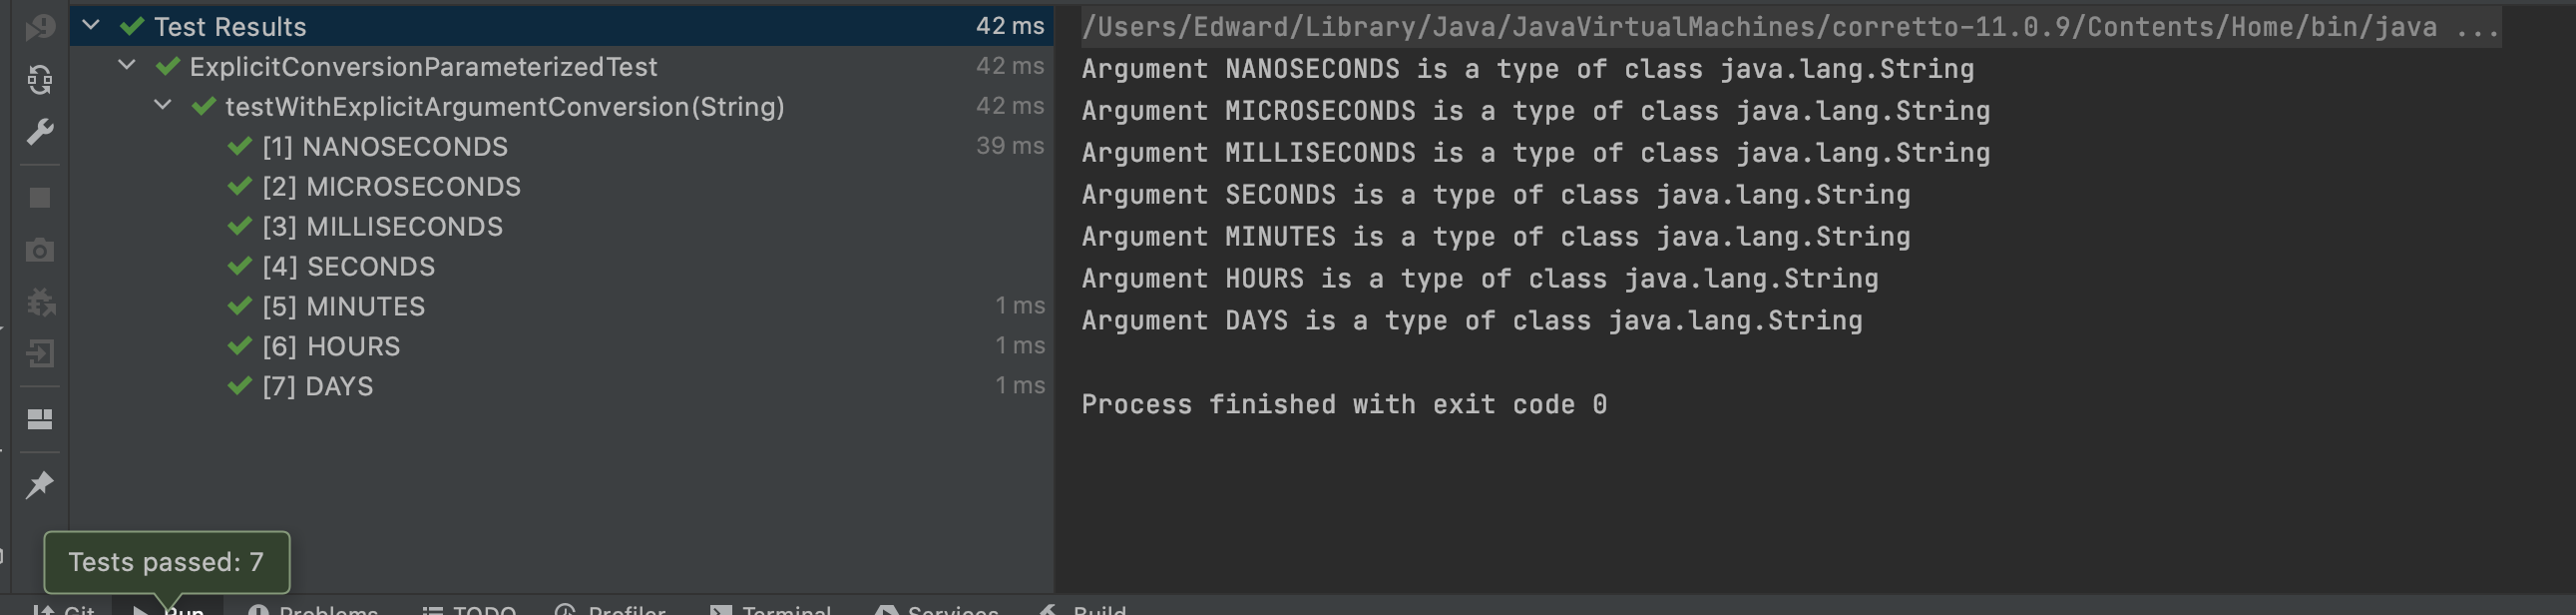 Test Results 42 ms
ExplicitConversionParameterizedTest 42 ms
testWithExplicitArgumentConversion(String) 42 ms
[1] NANOSECONDS 39 ms
[2] MICROSECONDS
[3] MILLISECONDS
[4] SECONDS
[5] MINUTES 1 ms
[6] HOURS 1 ms
[7] DAYS 1 ms
/Users/Edward/Library/Java/JavaVirtualMachines/corretto-11.0.9/Contents/Home/bin/java ...
Argument NANOSECONDS is a type of class java.lang.String
Argument MICROSECONDS is a type of class java.lang.String
Argument MILLISECONDS is a type of class java.lang.String
Argument SECONDS is a type of class java.lang.String
Argument MINUTES is a type of class java.lang.String
Argument HOURS is a type of class java.lang.String
Argument DAYS is a type of class java.lang.String
Process finished with exit code 0
Tests passed: 7
Git Run Problems TODO Profiler Terminal Services Build